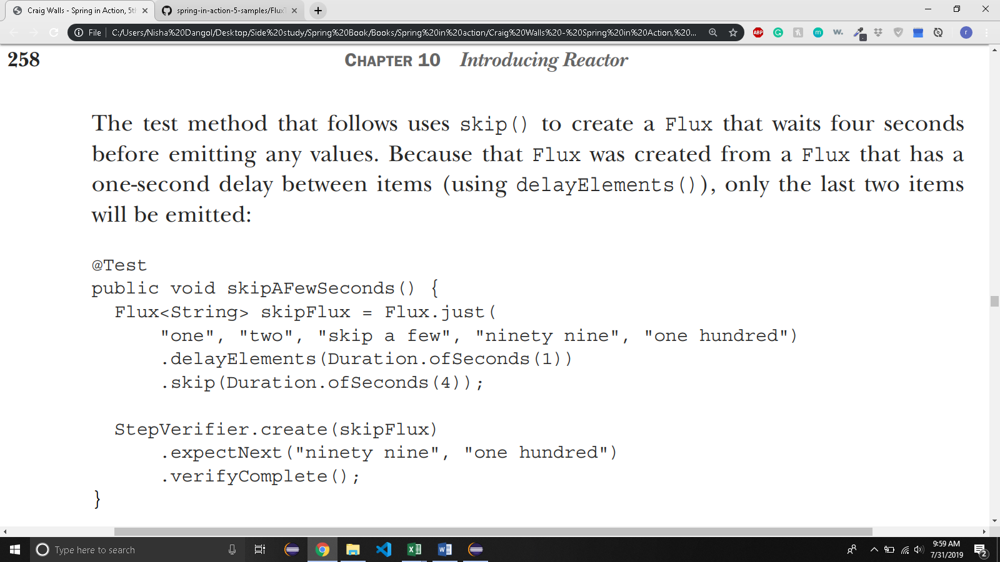 Craig Walls - Spring in Action, 5th
spring-in-action-5-samples/Flux
File | C:/Users/Nisha%20Dangol/Desktop/Side%20study/Spring%20Book/Books/Spring%20in%20action/Craig%20Walls%20-%20Spring%20in%20Action,%20...
ABP G m w. r
258 CHAPTER 10 Introducing Reactor
The test method that follows uses skip() to create a Flux that waits four seconds
before emitting any values. Because that Flux was created from a Flux that has a
one-second delay between items (using delayElements()), only the last two items
will be emitted:
@Test
public void skipAFewSeconds() {
Flux<String> skipFlux = Flux.just(
"one", "two", "skip a few", "ninety nine", "one hundred")
.delayElements(Duration.ofSeconds(1))
.skip(Duration.ofSeconds(4));
StepVerifier.create(skipFlux)
.expectNext("ninety nine", "one hundred")
.verifyComplete();
}
Type here to search
9:59 AM
7/31/2019
2